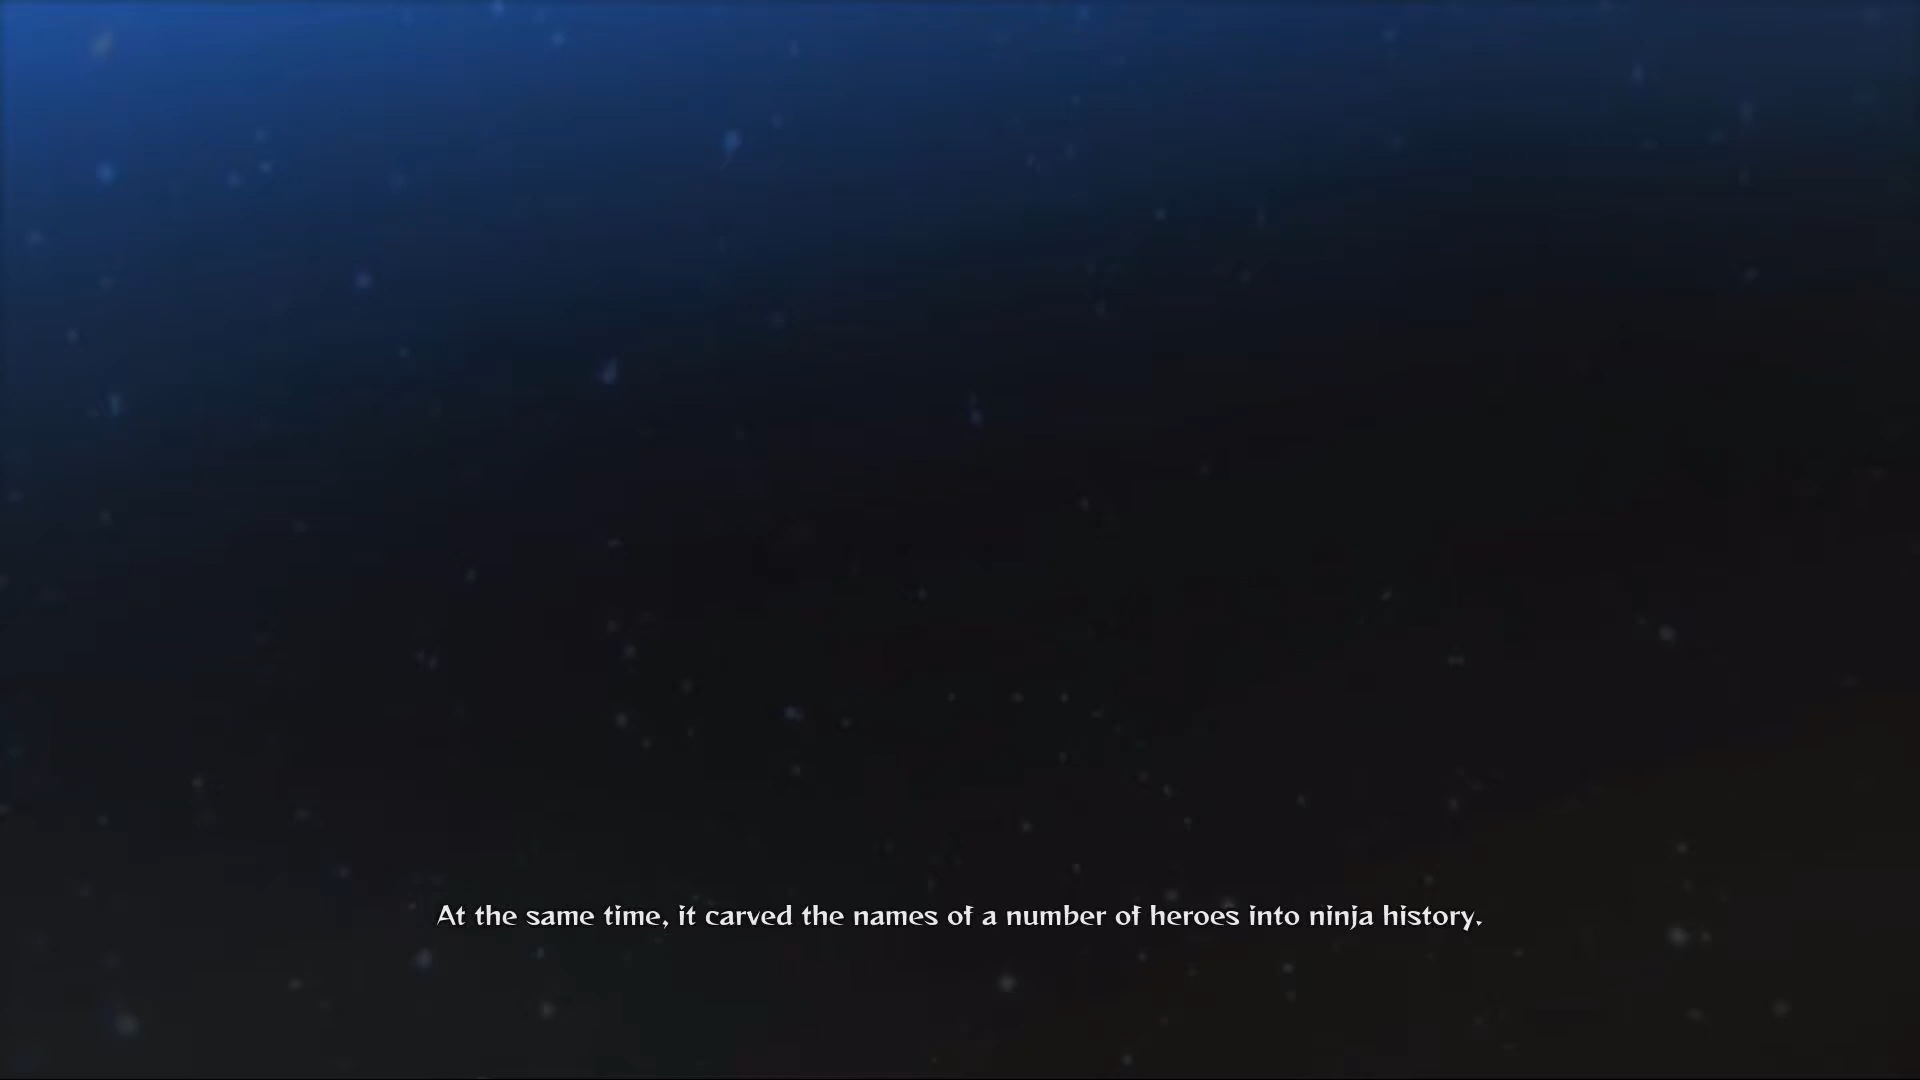 At the same time, it carved the names of a number of heroes into ninja history.